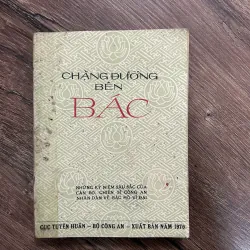 CHẶNG ĐƯỜNG
BÊN
BÁC
NHỮNG KỶ NIỆM SÂU SẮC CỦA
CÁN BỘ, CHIẾN SĨ CÔNG AN
NHÂN DÂN VỀ BÁC HỒ VĨ ĐẠI
CỤC TUYÊN HUẤN - BỘ CÔNG AN - XUẤT BẢN NĂM 1970